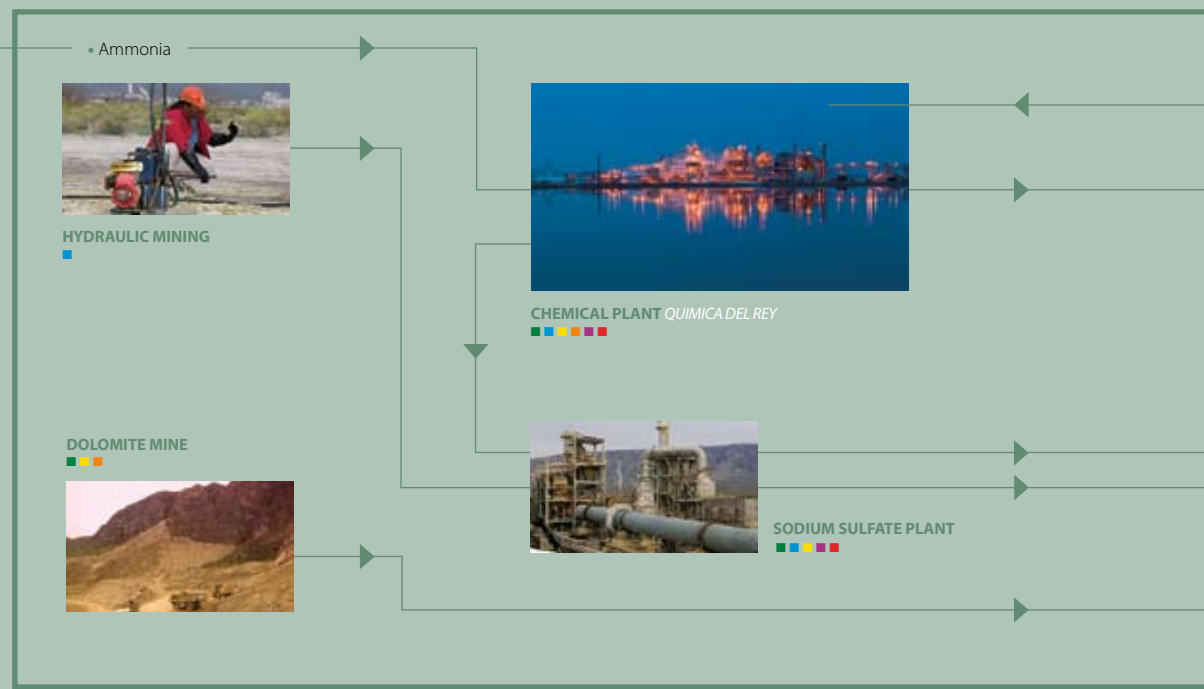 • Ammonia
HYDRAULIC MINING
CHEMICAL PLANT QUIMICA DEL REY
DOLOMITE MINE
SODIUM SULFATE PLANT